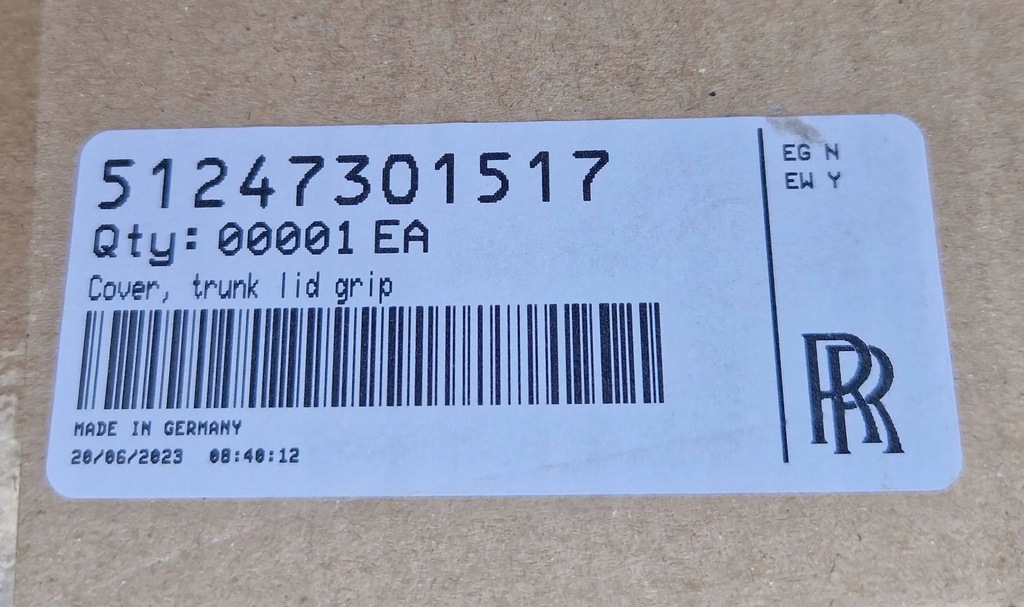 51247301517
Qty: 00001 EA
Cover, trunk lid grip
MADE IN GERMANY
20/06/2023 08:40:12
EG N
EW Y
RR